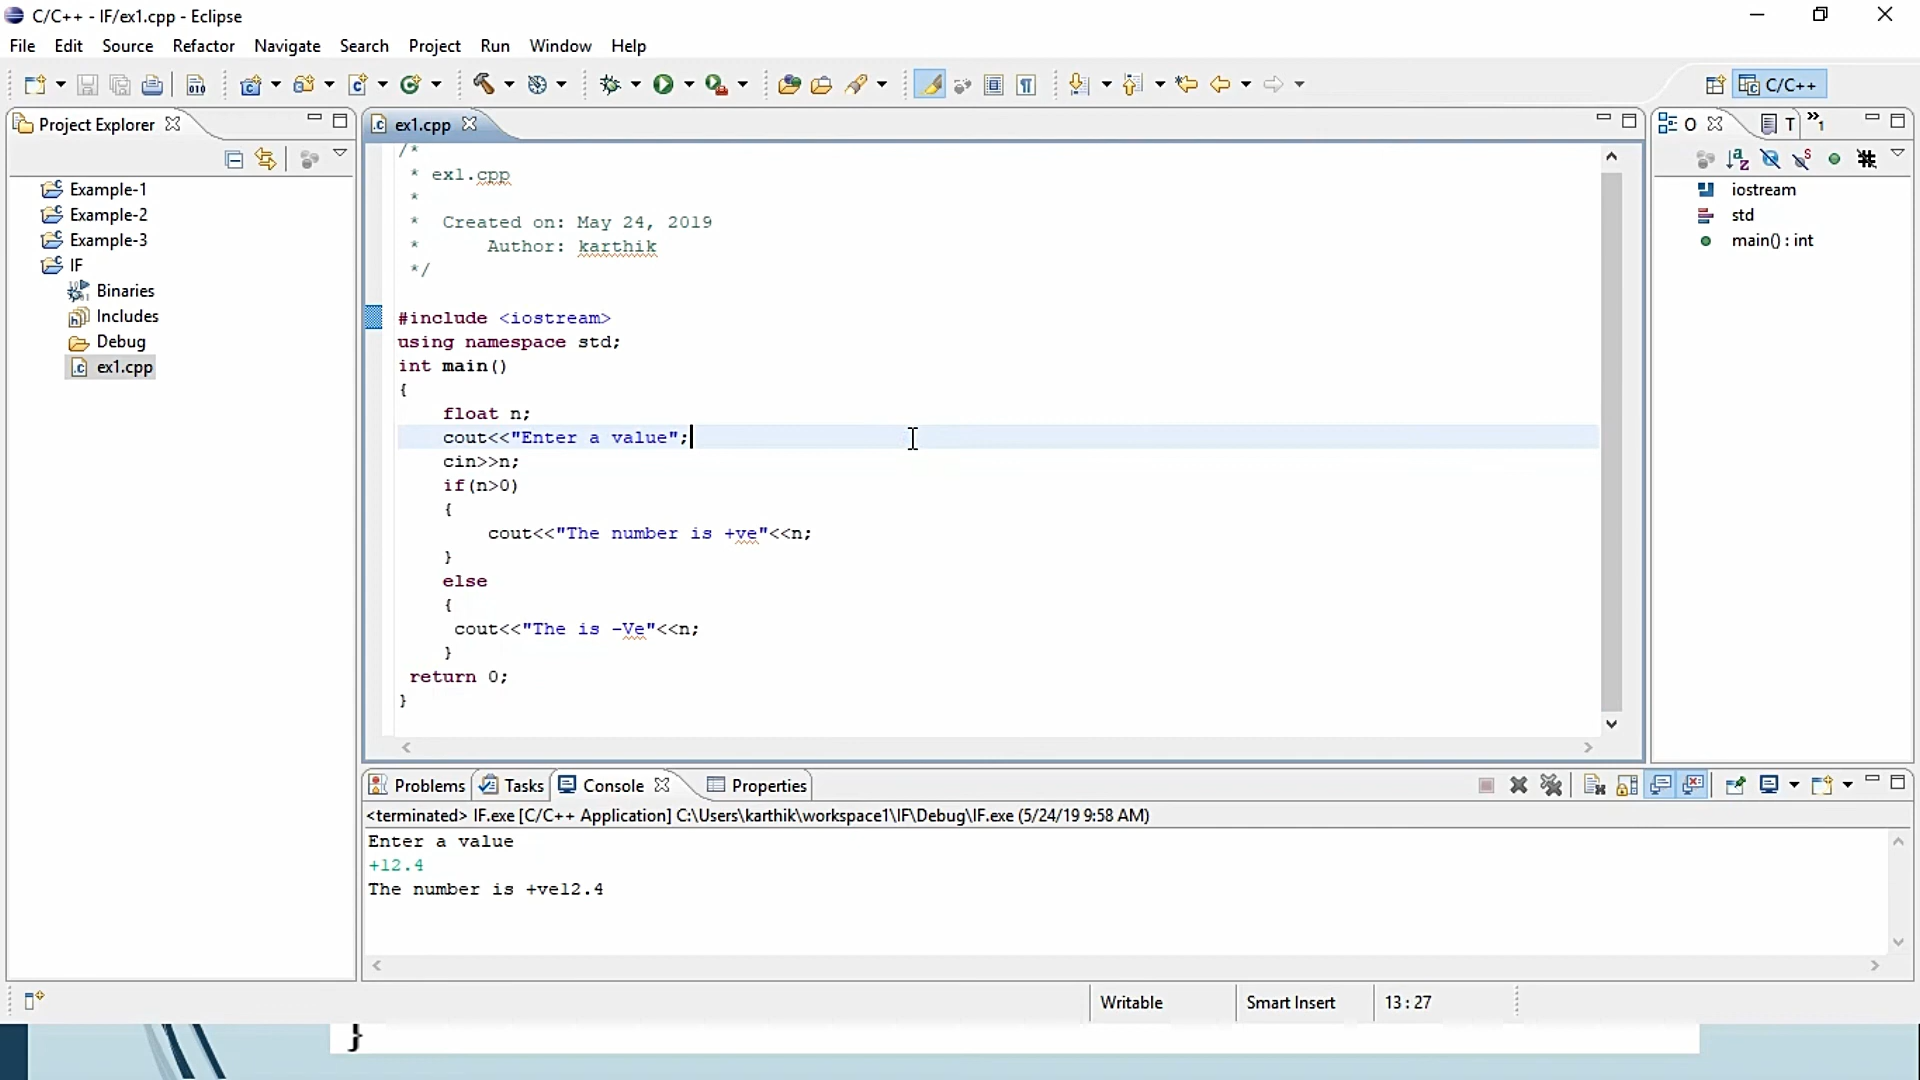 C/C++ - IF/ex1.cpp - Eclipse
File Edit Source Refactor Navigate Search Project Run Window Help
C/C++
Project Explorer
Example-1
Example-2
Example-3
IF
Binaries
Includes
Debug
ex1.cpp
ex1.cpp
/*
* ex1.cpp
*
* Created on: May 24, 2019
* Author: karthik
*/
#include <iostream>
using namespace std;
int main()
{
float n;
cout<<"Enter a value";
cin>>n;
if(n>0)
{
cout<<"The number is +ve"<<n;
}
else
{
cout<<"The is -Ve"<<n;
}
return 0;
}
O T »1
iostream
std
main() : int
Problems Tasks Console Properties
<terminated> IF.exe [C/C++ Application] C:\Users\karthik\workspace1\IF\Debug\IF.exe (5/24/19 9:58 AM)
Enter a value
+12.4
The number is +ve12.4
Writable Smart Insert 13 : 27
}